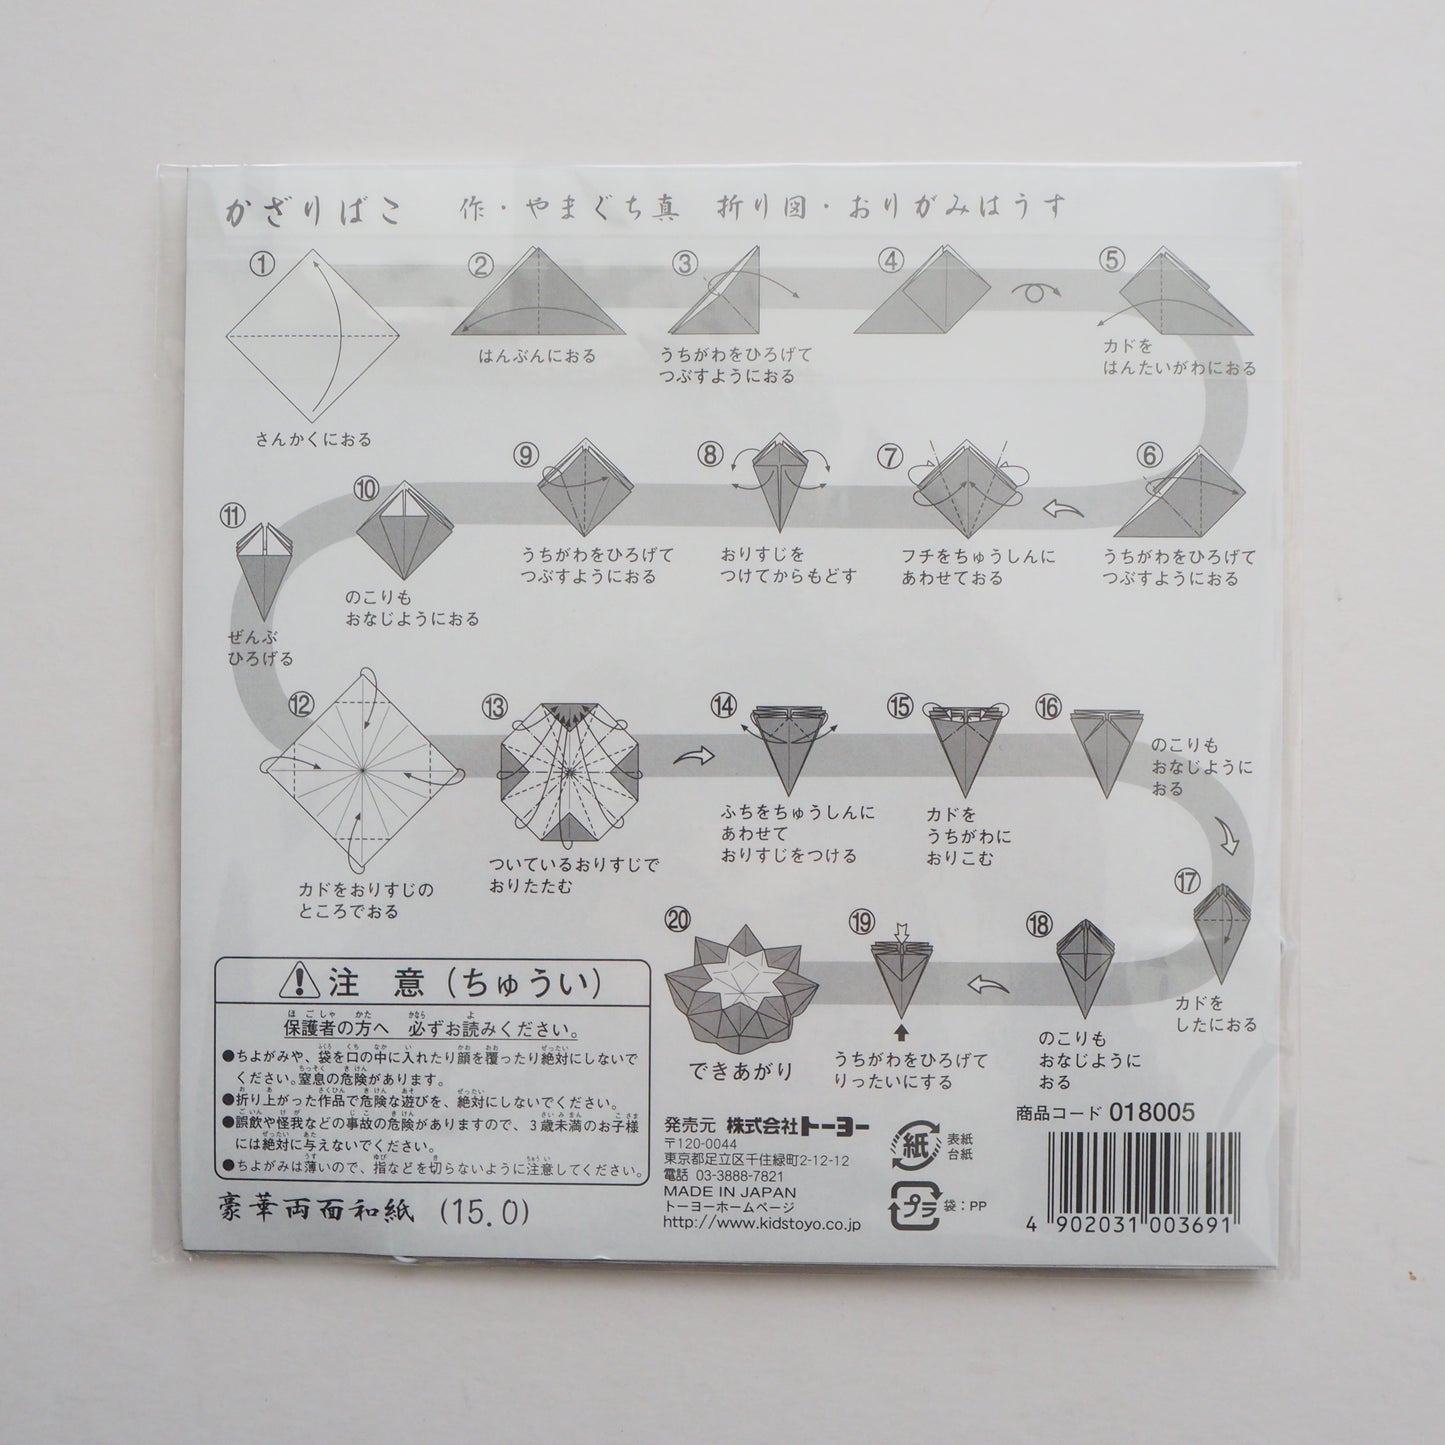 かざりばこ 作・やまぐち真 折り図・おりがみはうす
①
さんかくにおる
②
はんぶんにおる
③
うちがわをひろげて
つぶすようにおる
④
⑤
カドを
はんたいがわにおる
⑥
うちがわをひろげて
つぶすようにおる
⑦
フチをちゅうしんに
あわせており
⑧
おりすじを
つけてからもどす
⑨
うちがわをひろげて
つぶすようにおる
⑩
のこりも
おなじようにおる
⑪
ぜんぶ
ひろげる
⑫
カドをおりすじの
ところでおる
⑬
ついているおりすじで
おりたたむ
⑭
ふちをちゅうしんに
あわせて
おりすじをつける
⑮
カドを
うちがわに
おりこむ
⑯
のこりも
おなじように
おる
⑰
カドを
したにおる
⑱
のこりも
おなじように
おる
⑲
うちがわをひろげて
りったいにする
⑳
できあがり
注 意（ちゅうい）
保護者の方へ 必ずお読みください。
●ちよがみや、袋を口の中に入れたり顔を覆ったり絶対にしないで
ください。窒息の危険があります。
●折り上がった作品で危険な遊びを、絶対にしないでください。
●誤飲や怪我などの事故の危険がありますので、3歳未満のお子様
には絶対に与えないでください。
●ちよがみは薄いので、指などを切らないように注意してください。
豪華両面和紙 (15.0)
発売元 株式会社トーヨー
〒120-0044
東京都足立区千住緑町2-12-12
電話 03-3888-7821
MADE IN JAPAN
トーヨーホームページ
http://www.kidstoyo.co.jp
紙
表紙
台紙
プラ
袋：PP
商品コード 018005
4 902031 003691